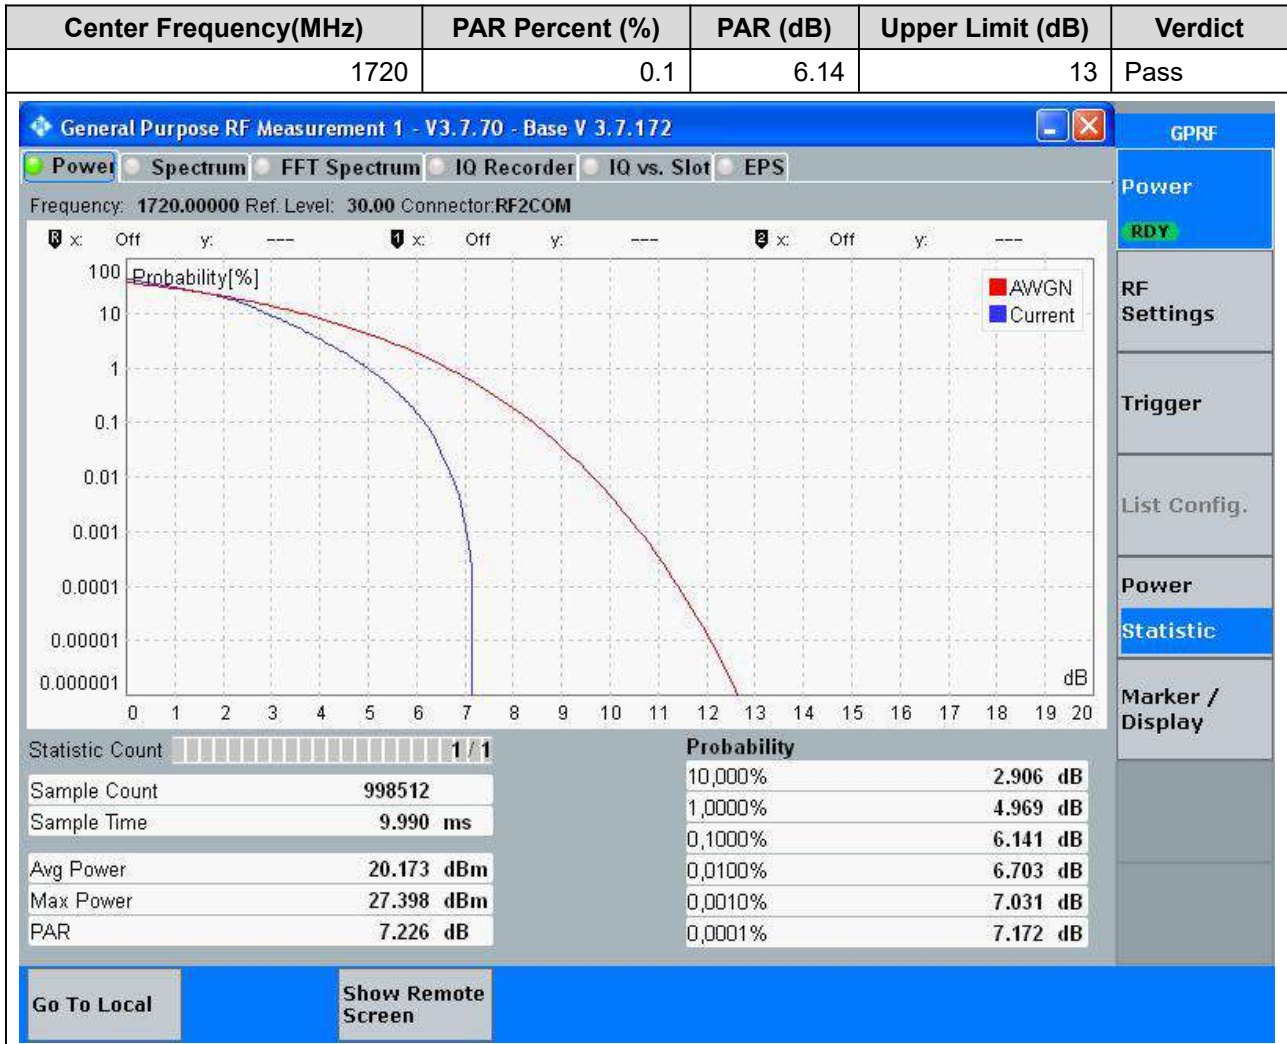 Center Frequency(MHz) PAR Percent (%) PAR (dB) Upper Limit (dB) Verdict
1720 0.1 6.14 13 Pass
General Purpose RF Measurement 1 - V3.7.70 - Base V 3.7.172
GPRF
Power Spectrum FFT Spectrum IQ Recorder IQ vs. Slot EPS
Frequency: 1720.00000 Ref. Level: 30.00 Connector:RF2COM
R x: Off y: --- 1 x: Off y: --- 2 x: Off y: ---
Probability[%]
100
10
1
0.1
0.01
0.001
0.0001
0.00001
0.000001
AWGN
Current
dB
0 1 2 3 4 5 6 7 8 9 10 11 12 13 14 15 16 17 18 19 20
Statistic Count 1 / 1
Sample Count 998512
Sample Time 9.990 ms
Avg Power 20.173 dBm
Max Power 27.398 dBm
PAR 7.226 dB
Probability
10,000% 2.906 dB
1,0000% 4.969 dB
0,1000% 6.141 dB
0,0100% 6.703 dB
0,0010% 7.031 dB
0,0001% 7.172 dB
Power
RDY
RF
Settings
Trigger
List Config.
Power
Statistic
Marker /
Display
Go To Local
Show Remote
Screen